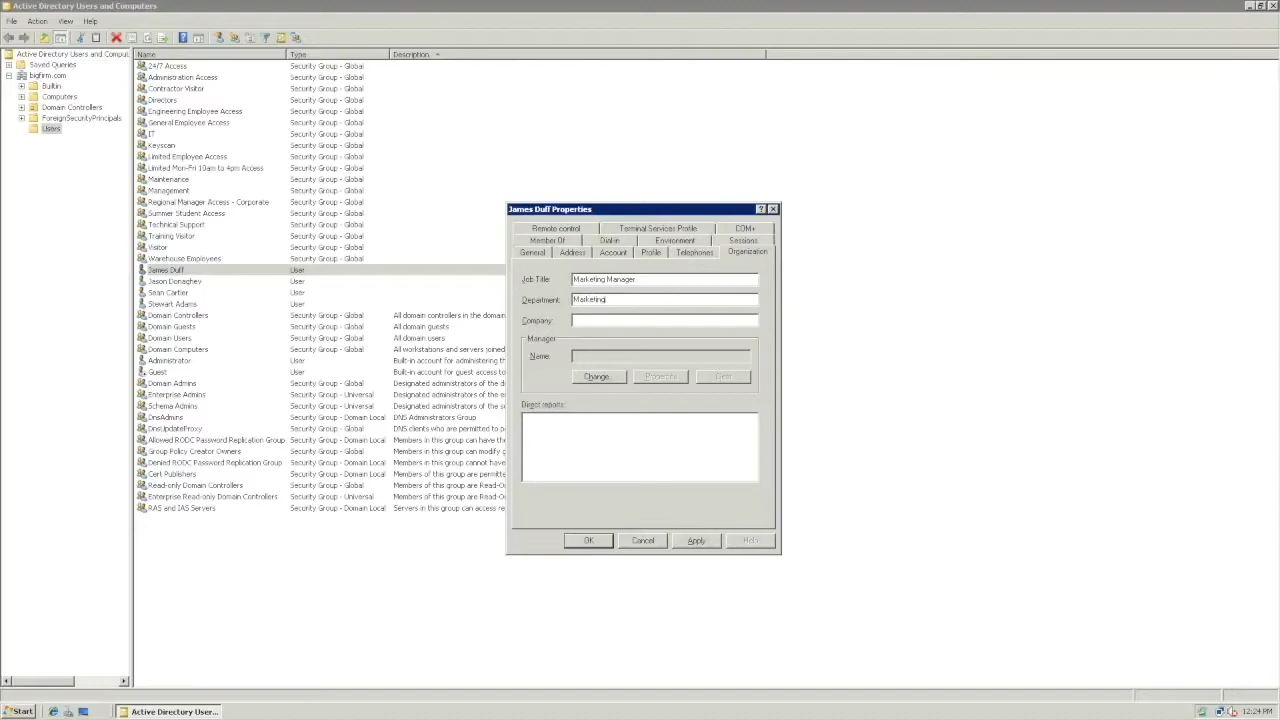 Active Directory Users and Computers
File Action View Help
Active Directory Users and Comput
Saved Queries
bigfirm.com
Builtin
Computers
Domain Controllers
ForeignSecurityPrincipals
Users
Name Type Description
24/7 Access Security Group - Global
Administration Access Security Group - Global
Contractor Visitor Security Group - Global
Directors Security Group - Global
Engineering Employee Access Security Group - Global
General Employee Access Security Group - Global
IT Security Group - Global
Keyscan Security Group - Global
Limited Employee Access Security Group - Global
Limited Mon-Fri 10am to 4pm Access Security Group - Global
Maintenance Security Group - Global
Management Security Group - Global
Regional Manager Access - Corporate Security Group - Global
Summer Student Access Security Group - Global
Technical Support Security Group - Global
Training Visitor Security Group - Global
Visitor Security Group - Global
Warehouse Employees Security Group - Global
James Duff User
Jason Donaghey User
Sean Cartier User
Stewart Adams User
Domain Controllers Security Group - Global All domain controllers in the domain
Domain Guests Security Group - Global All domain guests
Domain Users Security Group - Global All domain users
Domain Computers Security Group - Global All workstations and servers joined
Administrator User Built-in account for administering th
Guest User Built-in account for guest access to
Domain Admins Security Group - Global Designated administrators of the d
Enterprise Admins Security Group - Universal Designated administrators of the e
Schema Admins Security Group - Universal Designated administrators of the s
DnsAdmins Security Group - Domain Local DNS Administrators Group
DnsUpdateProxy Security Group - Global DNS clients who are permitted to p
Allowed RODC Password Replication Group Security Group - Domain Local Members in this group can have th
Group Policy Creator Owners Security Group - Global Members in this group can modify g
Denied RODC Password Replication Group Security Group - Domain Local Members in this group cannot have
Cert Publishers Security Group - Domain Local Members of this group are permitte
Read-only Domain Controllers Security Group - Global Members of this group are Read-O
Enterprise Read-only Domain Controllers Security Group - Universal Members of this group are Read-O
RAS and IAS Servers Security Group - Domain Local Servers in this group can access re
James Duff Properties
Remote control Terminal Services Profile COM+
Member Of Dial-in Environment Sessions
General Address Account Profile Telephones Organization
Job Title: Marketing Manager
Department: Marketing
Company:
Manager
Name:
Change... Properties Clear
Direct reports:
OK Cancel Apply Help
Start Active Directory User... 12:24 PM